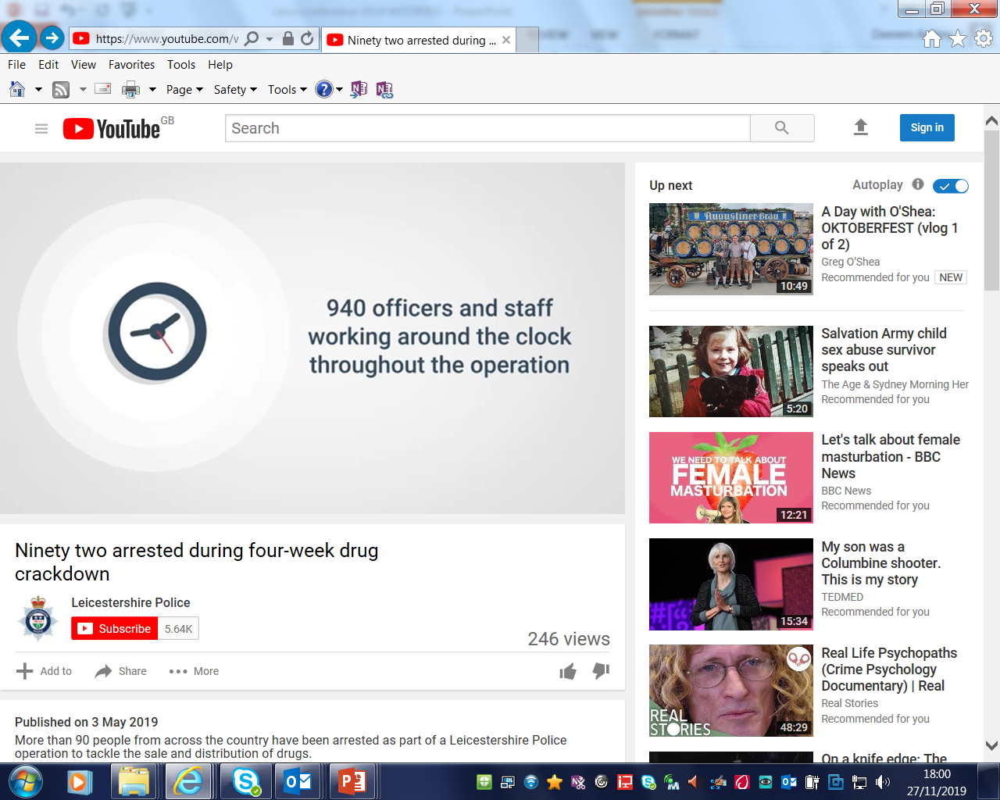 https://www.youtube.com/v
Ninety two arrested during ...
File Edit View Favorites Tools Help
Page Safety Tools
YouTube GB
Search
Sign in
940 officers and staff
working around the clock
throughout the operation
Ninety two arrested during four-week drug
crackdown
Leicestershire Police
Subscribe 5.64K
246 views
Add to Share More
Published on 3 May 2019
More than 90 people from across the country have been arrested as part of a Leicestershire Police
operation to tackle the sale and distribution of drugs.
Up next Autoplay
Augustiner-Bräu
10:49
A Day with O'Shea:
OKTOBERFEST (vlog 1
of 2)
Greg O'Shea
Recommended for you NEW
5:20
Salvation Army child
sex abuse survivor
speaks out
The Age & Sydney Morning Her
Recommended for you
WE NEED TO TALK ABOUT
FEMALE
MASTURBATION
12:21
Let's talk about female
masturbation - BBC
News
BBC News
Recommended for you
15:34
My son was a
Columbine shooter.
This is my story
TEDMED
Recommended for you
REAL
STORIES
48:29
Real Life Psychopaths
(Crime Psychology
Documentary) | Real
Real Stories
Recommended for you
On a knife edge: The
18:00
27/11/2019